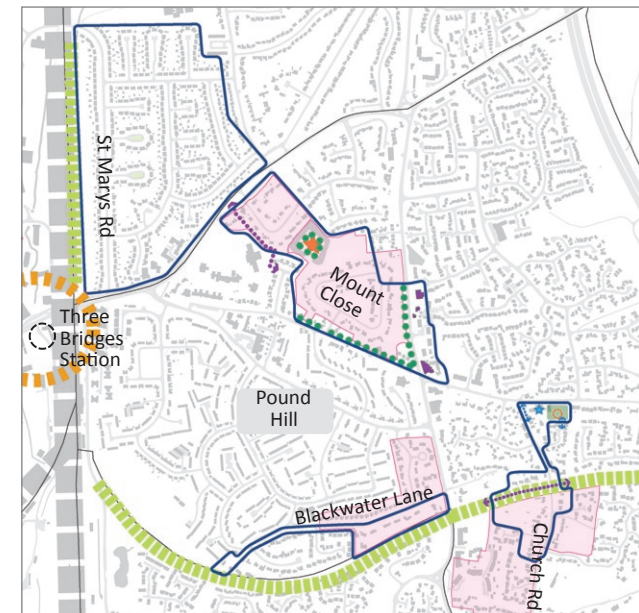 St Marys Rd
Mount
Close
Three
Bridges
Station
Pound
Hill
Blackwater Lane
Church Rd